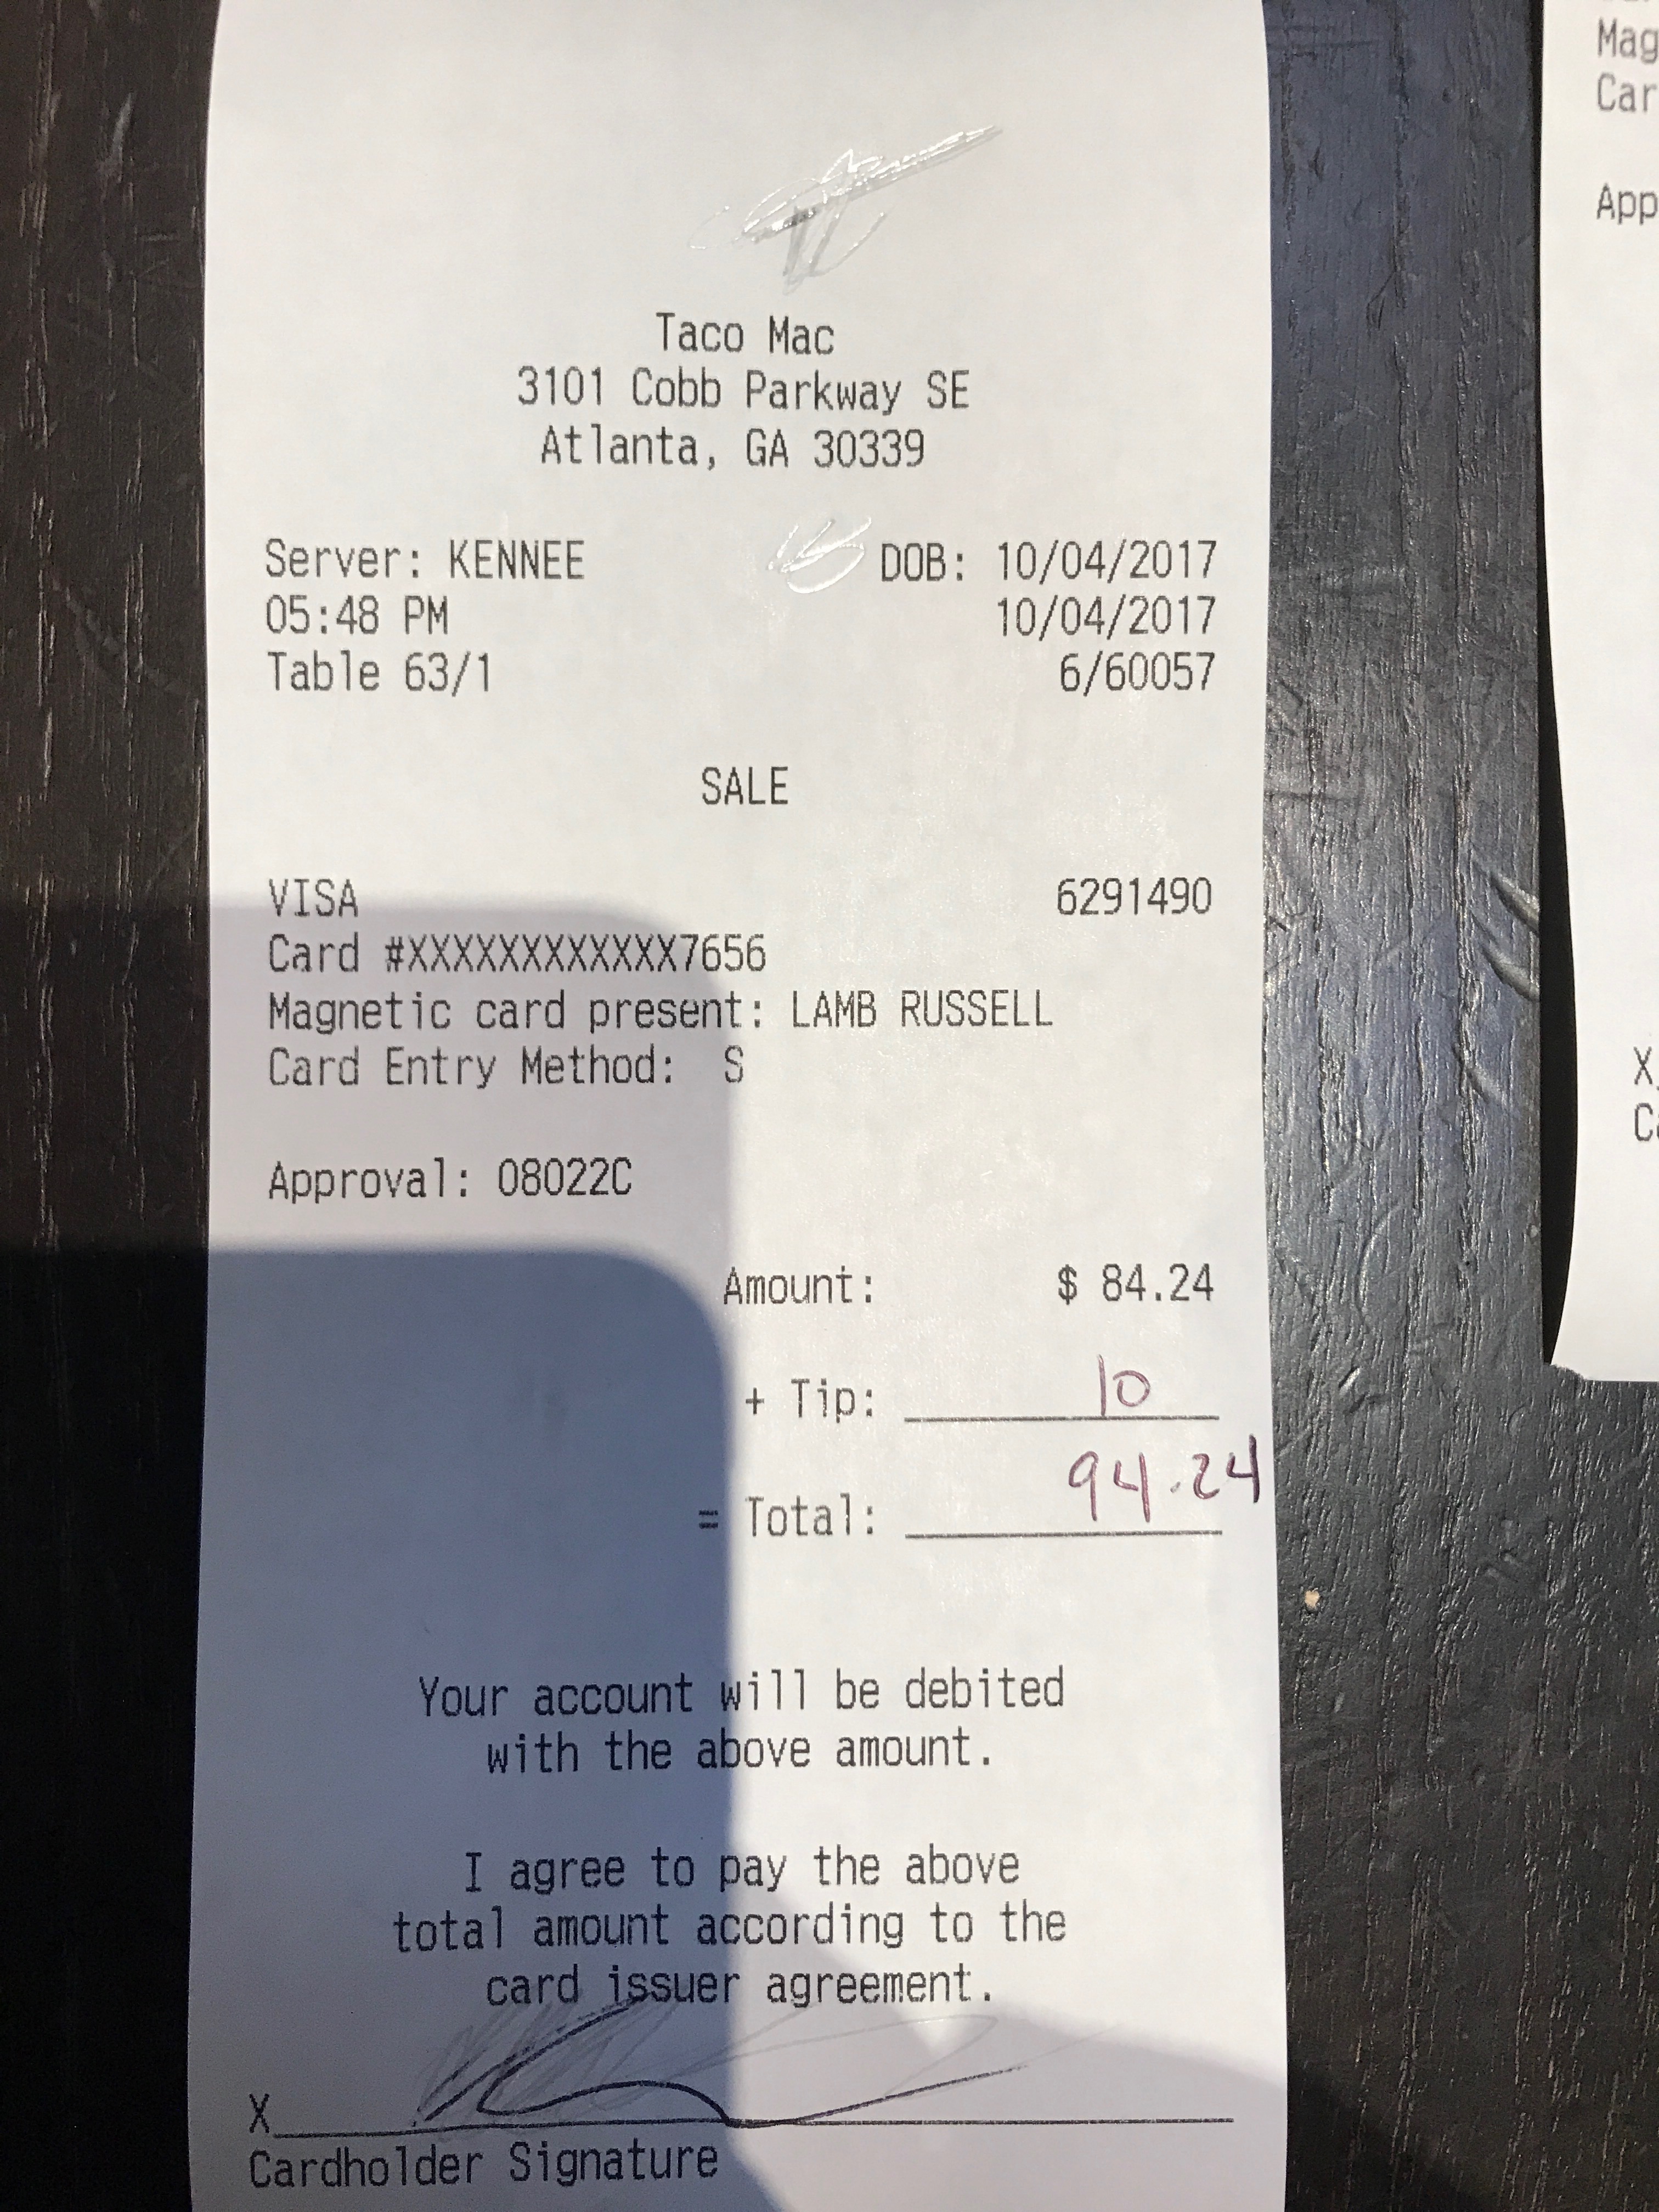 Taco Mac
3101 Cobb Parkway SE
Atlanta, GA 30339
Server: KENNEE DOB: 10/04/2017
05:48 PM 10/04/2017
Table 63/1 6/60057
SALE
VISA 6291490
Card #XXXXXXXXXXXX7656
Magnetic card present: LAMB RUSSELL
Card Entry Method: S
Approval: 08022C
Amount: $ 84.24
+ Tip: 10
= Total: 94.24
Your account will be debited
with the above amount.
I agree to pay the above
total amount according to the
card issuer agreement.
X
Cardholder Signature
Mag
Car
App
X